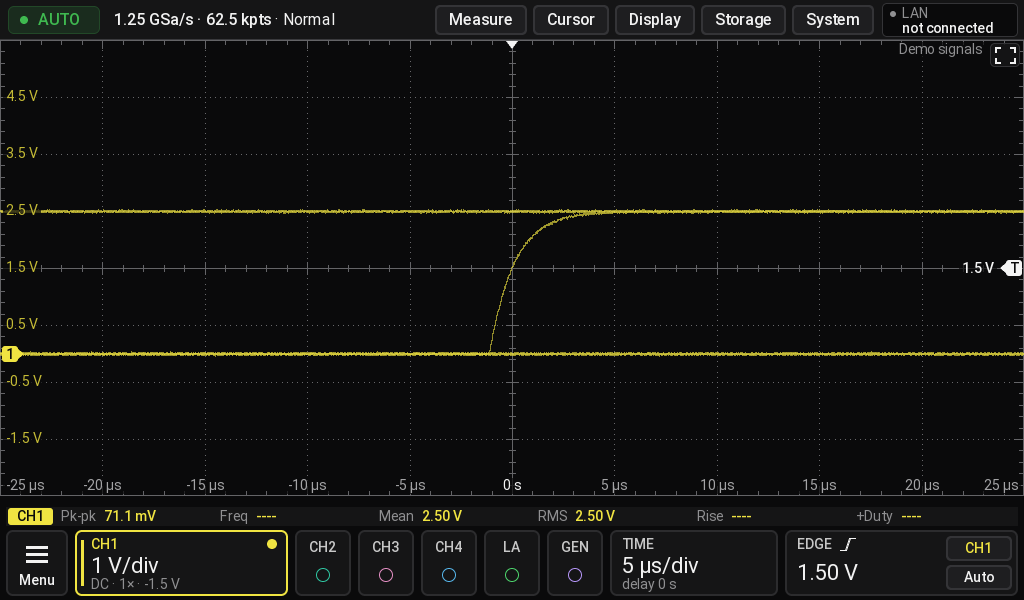 AUTO 1.25 GSa/s · 62.5 kpts · Normal Measure Cursor Display Storage System LAN
not connected
Demo signals
4.5 V
3.5 V
2.5 V
1.5 V 1.5 V T
0.5 V
1
-0.5 V
-1.5 V
-25 µs -20 µs -15 µs -10 µs -5 µs 0 s 5 µs 10 µs 15 µs 20 µs 25 µs
CH1 Pk-pk 71.1 mV Freq ---- Mean 2.50 V RMS 2.50 V Rise ---- +Duty ----
Menu
CH1
1 V/div
DC · 1× · -1.5 V
CH2 CH3 CH4 LA GEN
TIME
5 µs/div
delay 0 s
EDGE
1.50 V
CH1
Auto